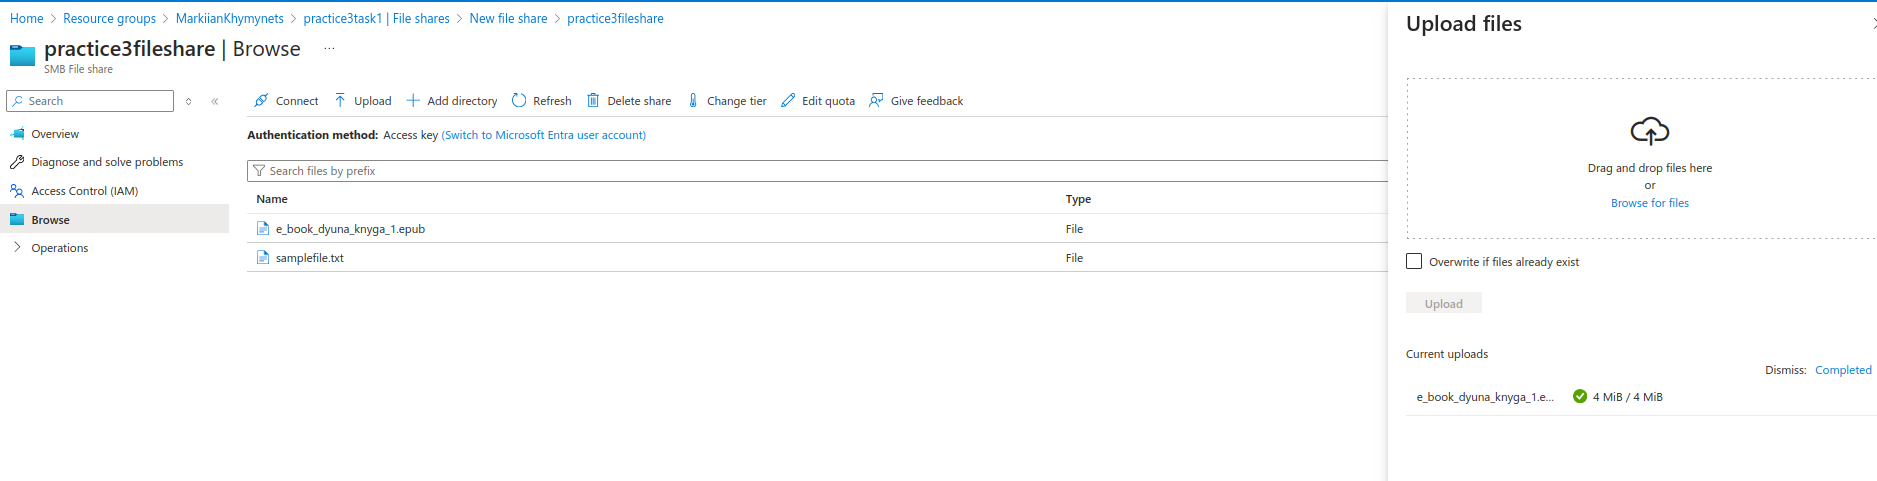 Home > Resource groups > MarkiianKhymynets > practice3task1 | File shares > New file share > practice3fileshare
practice3fileshare | Browse ...
SMB File share
Search
Overview
Diagnose and solve problems
Access Control (IAM)
Browse
Operations
Connect Upload Add directory Refresh Delete share Change tier Edit quota Give feedback
Authentication method: Access key (Switch to Microsoft Entra user account)
Search files by prefix
Name Type
e_book_dyuna_knyga_1.epub File
samplefile.txt File
Upload files
Drag and drop files here
or
Browse for files
Overwrite if files already exist
Upload
Current uploads
Dismiss: Completed
e_book_dyuna_knyga_1.e... 4 MiB / 4 MiB